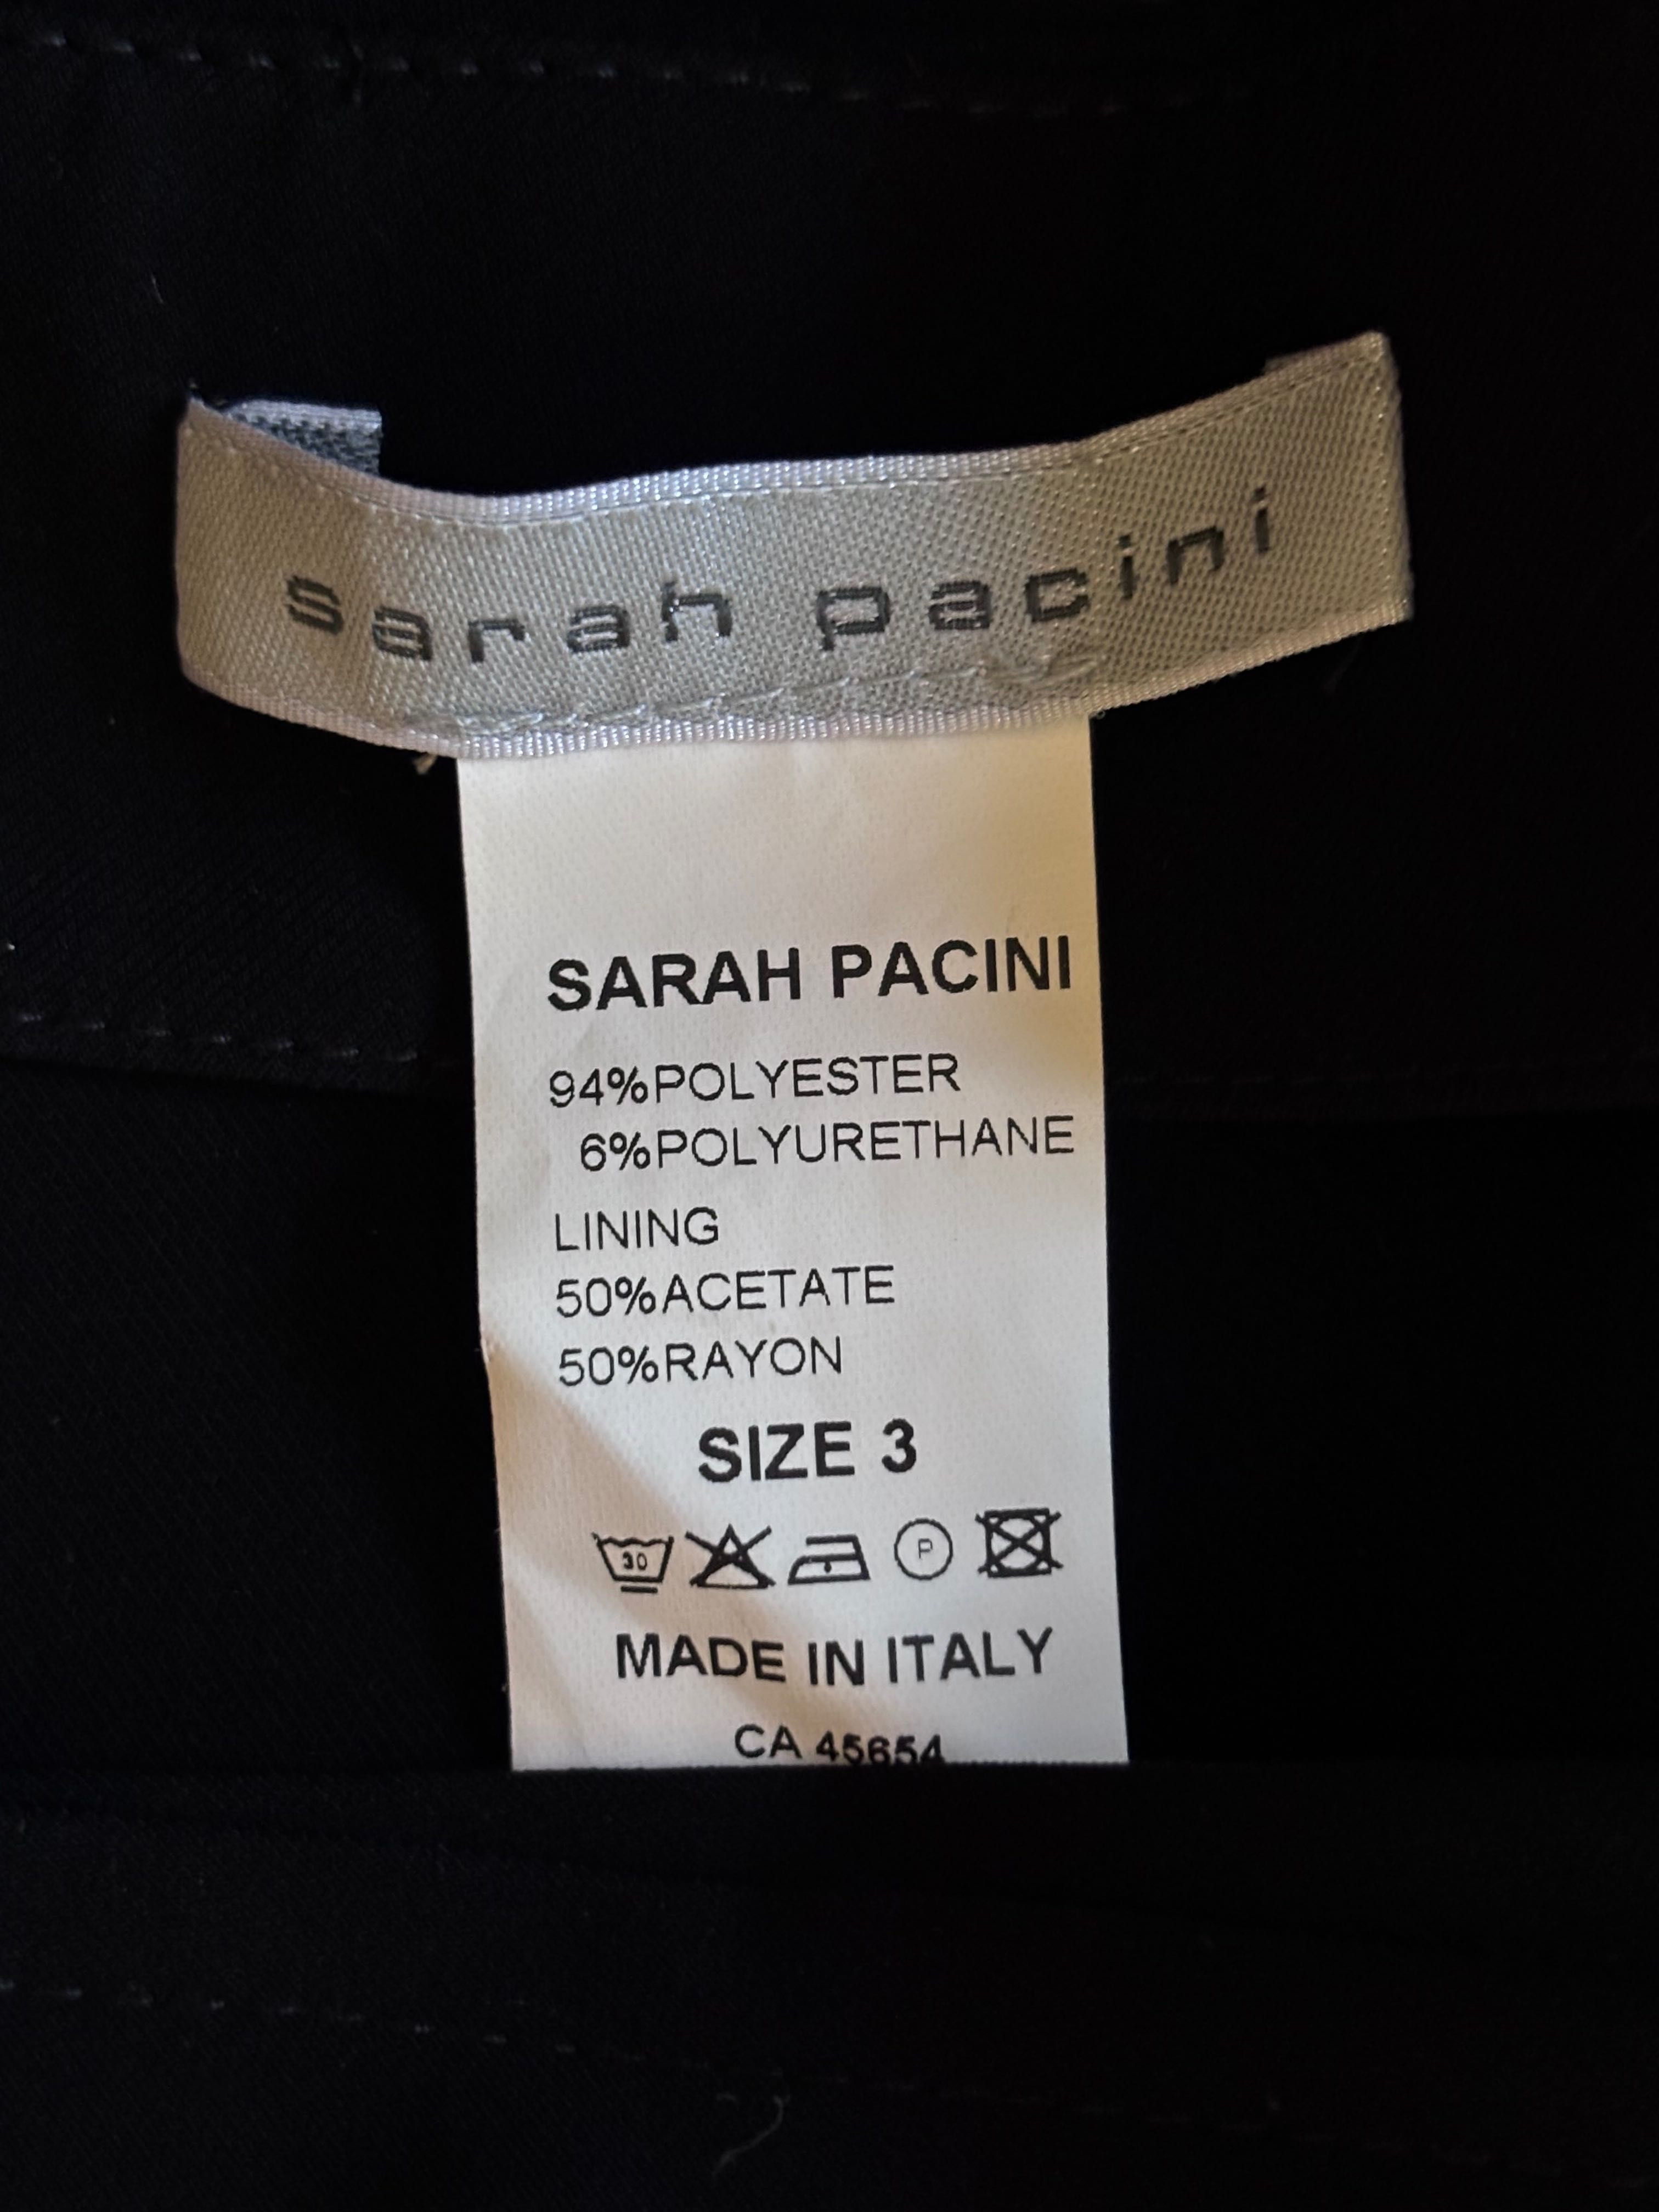 sarah pacini
SARAH PACINI
94%POLYESTER
6%POLYURETHANE
LINING
50%ACETATE
50%RAYON
SIZE 3
30 P
MADE IN ITALY
CA 45654